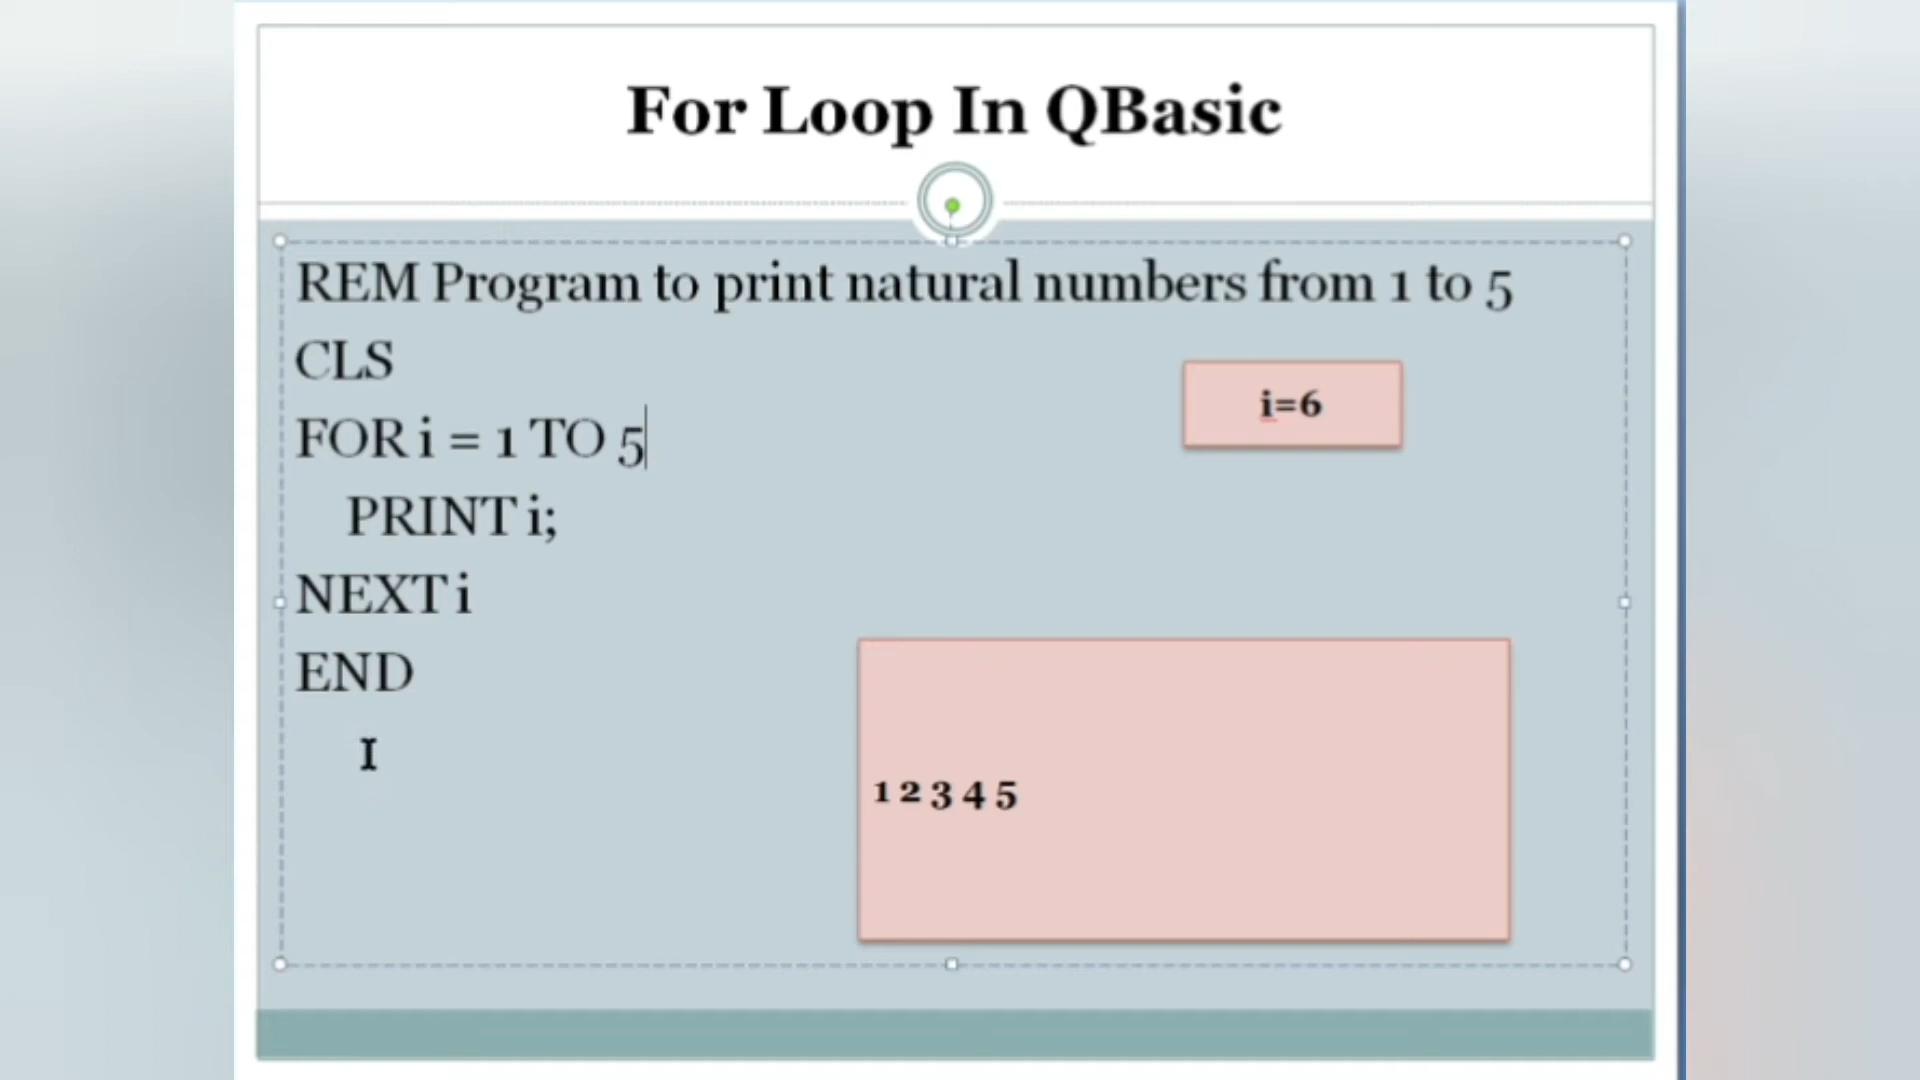 For Loop In QBasic
REM Program to print natural numbers from 1 to 5
CLS
FOR i = 1 TO 5
PRINT i;
NEXT i
END
i=6
1 2 3 4 5